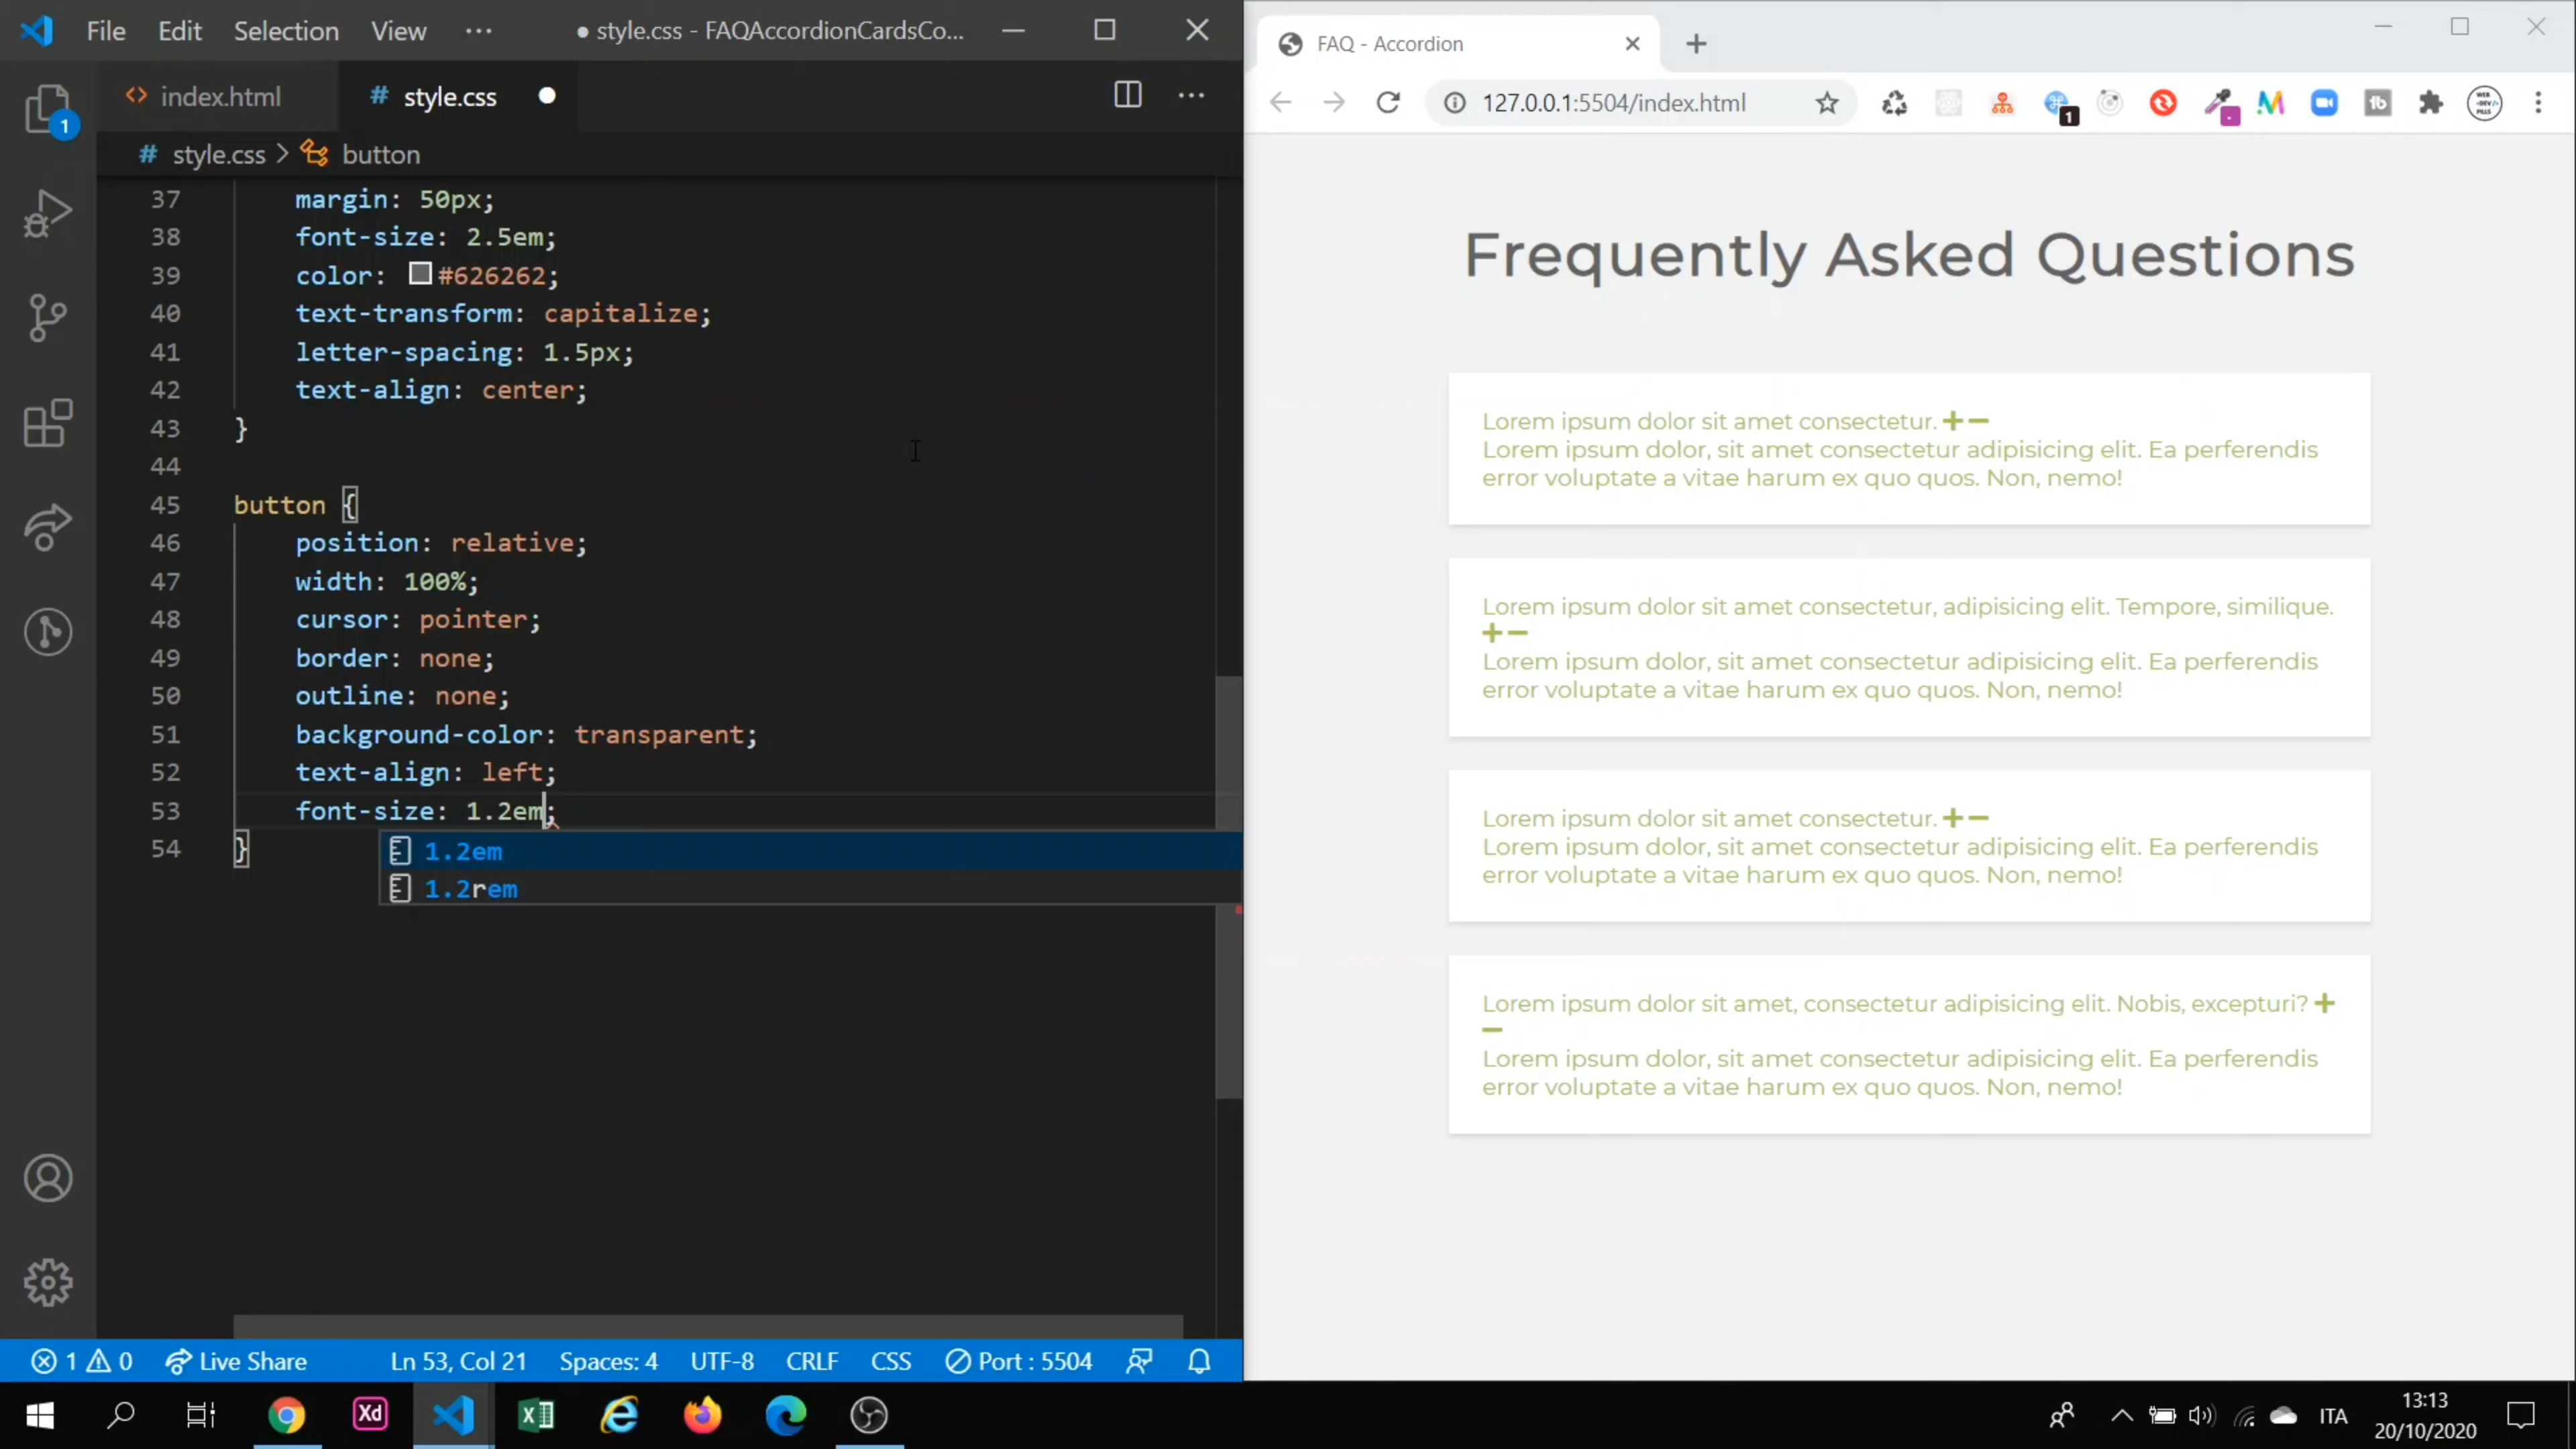 File Edit Selection View ··· ● style.css - FAQAccordionCardsCo...
index.html # style.css
# style.css > button
37 margin: 50px;
38 font-size: 2.5em;
39 color: #626262;
40 text-transform: capitalize;
41 letter-spacing: 1.5px;
42 text-align: center;
43 }
44
45 button {
46 position: relative;
47 width: 100%;
48 cursor: pointer;
49 border: none;
50 outline: none;
51 background-color: transparent;
52 text-align: left;
53 font-size: 1.2em;
54 }
1.2em
1.2rem
1
1 0 Live Share Ln 53, Col 21 Spaces: 4 UTF-8 CRLF CSS Port : 5504
FAQ - Accordion
127.0.0.1:5504/index.html
1
Frequently Asked Questions
Lorem ipsum dolor sit amet consectetur. + −
Lorem ipsum dolor, sit amet consectetur adipisicing elit. Ea perferendis
error voluptate a vitae harum ex quo quos. Non, nemo!
Lorem ipsum dolor sit amet consectetur, adipisicing elit. Tempore, similique.
+ −
Lorem ipsum dolor, sit amet consectetur adipisicing elit. Ea perferendis
error voluptate a vitae harum ex quo quos. Non, nemo!
Lorem ipsum dolor sit amet consectetur. + −
Lorem ipsum dolor, sit amet consectetur adipisicing elit. Ea perferendis
error voluptate a vitae harum ex quo quos. Non, nemo!
Lorem ipsum dolor sit amet, consectetur adipisicing elit. Nobis, excepturi? +
−
Lorem ipsum dolor, sit amet consectetur adipisicing elit. Ea perferendis
error voluptate a vitae harum ex quo quos. Non, nemo!
Xd
ITA
13:13
20/10/2020